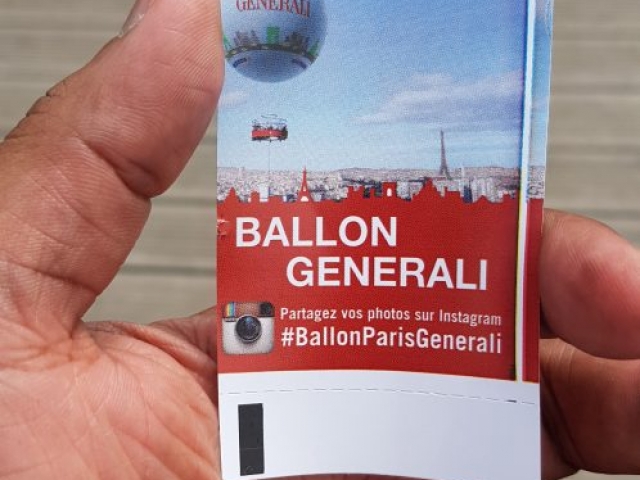 GENERALI
BALLON
GENERALI
Partagez vos photos sur Instagram
#BallonParisGenerali